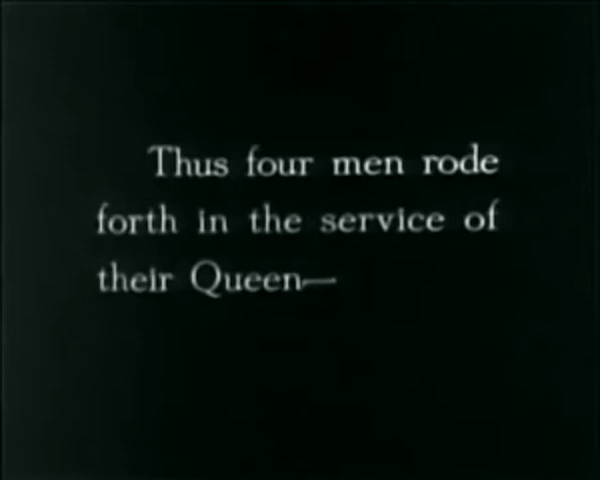 Thus four men rode
forth in the service of
their Queen—